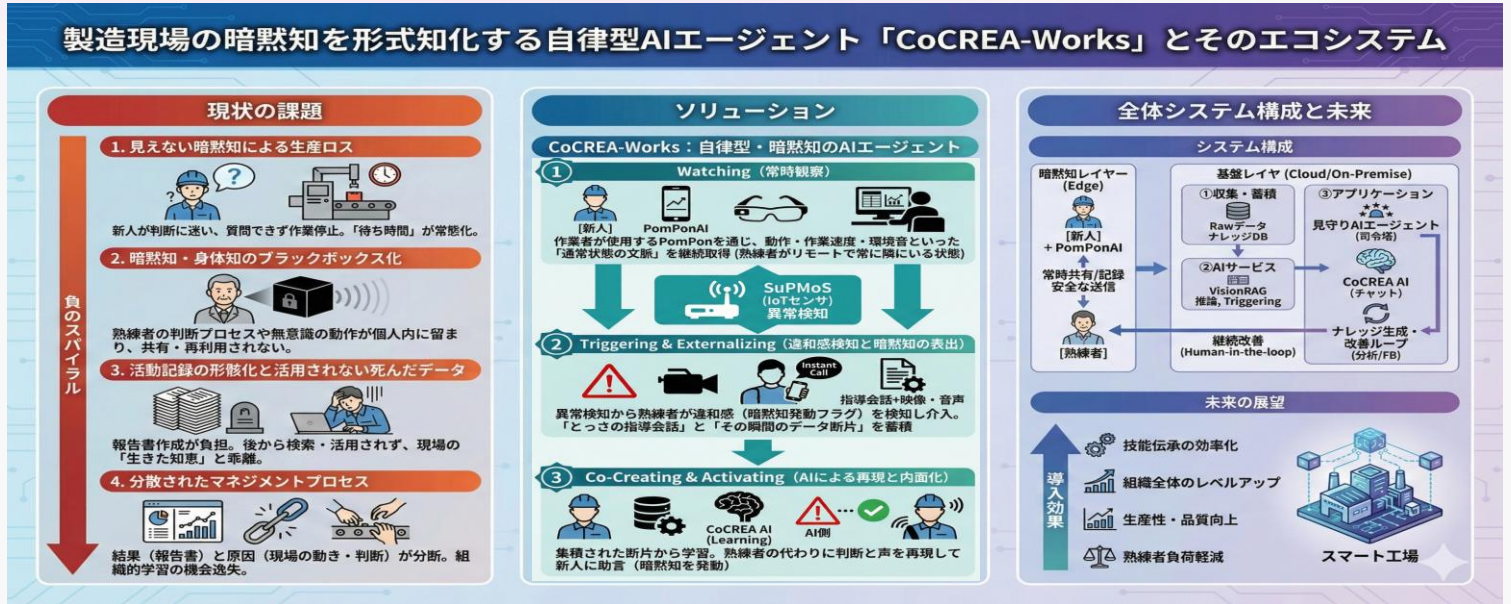 製造現場の暗黙知を形式知化する自律型AIエージェント「CoCREA-Works」とそのエコシステム
現状の課題
負のスパイラル
1. 見えない暗黙知による生産ロス
?
?
?
新人が判断に迷い、質問できず作業停止。「待ち時間」が常態化。
2. 暗黙知・身体知のブラックボックス化
熟練者の判断プロセスや無意識の動作が個人内に留ま
り、共有・再利用されない。
3. 活動記録の形骸化と活用されない死んだデータ
報告書作成が負担。後から検索・活用されず、現場の
「生きた知恵」と乖離。
4. 分散されたマネジメントプロセス
結果（報告書）と原因（現場の動き・判断）が分断。組
織的学習の機会逸失。
ソリューション
CoCREA-Works：自律型・暗黙知のAIエージェント
1 Watching（常時観察）
[新人]
PomPonAI
作業者が使用するPomPonを通じ、動作・作業速度・環境音といった
「通常状態の文脈」を継続取得 (熟練者がリモートで常に隣にいる状態)
SuPMoS
(IoTセンサ)
異常検知
2 Triggering & Externalizing（違和感検知と暗黙知の表出）
Instant
Call
指導会話+映像・音声
異常検知から熟練者が違和感（暗黙知発動フラグ）を検知し介入。
「とっさの指導会話」と「その瞬間のデータ断片」を蓄積
3 Co-Creating & Activating（AIによる再現と内面化）
CoCREA AI
(Learning)
AI側
集積された断片から学習。熟練者の代わりに判断と声を再現して
新人に助言（暗黙知を発動）
全体システム構成と未来
システム構成
暗黙知レイヤー
(Edge)
[新人]
+ PomPonAI
常時共有/記録
安全な送信
[熟練者]
基盤レイヤ (Cloud/On-Premise)
①収集・蓄積
Rawデータ
ナレッジDB
②AIサービス
VisionRAG
推論, Triggering
③アプリケーション
見守りAIエージェント
(司令塔)
CoCREA AI
(チャット)
ナレッジ生成・
改善ループ
(分析/FB)
継続改善
(Human-in-the-loop)
未来の展望
導入効果
技能伝承の効率化
組織全体のレベルアップ
生産性・品質向上
熟練者負荷軽減
スマート工場